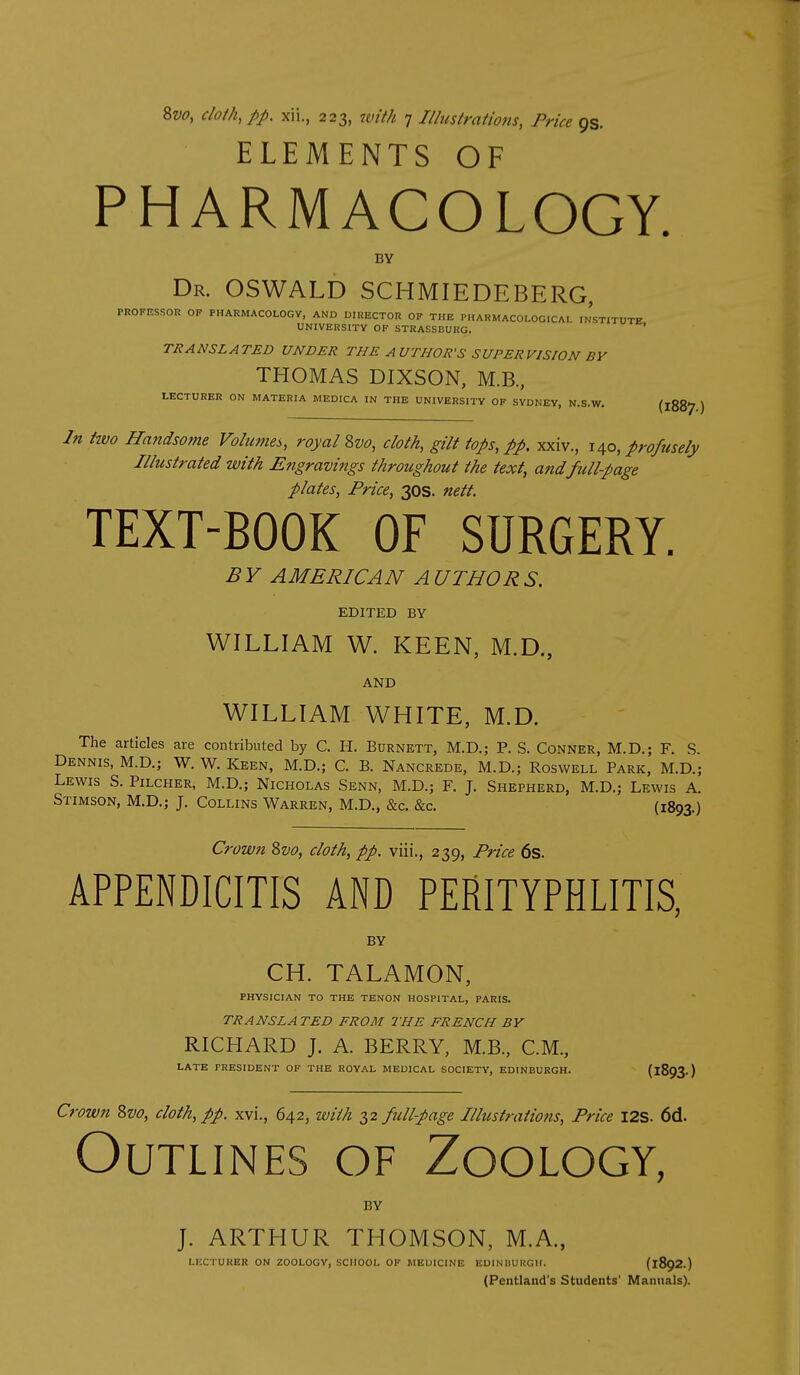 8vo, cloth, pp. xii., 223, with 7 Illustrations, Price 9s.
ELEMENTS OF
PHARMACOLOGY.
BY
DR. OSWALD SCHMIEDEBERG,
PROFESSOR OF PHARMACOLOGY, AND DIRECTOR OF THE PHARMACOLOGICAL INSTITUTE,
UNIVERSITY OF STRASSBURG.
TRANSLATED UNDER THE AUTHOR'S SUPERVISION BY
THOMAS DIXSON, M.B.,
LECTURER ON MATERIA MEDICA IN THE UNIVERSITY OF SYDNEY, N.S.W. (1887.)
In two Handsome Volumes, royal 8vo, cloth, gilt tops, pp. xxiv., 140, profusely
Illustrated with Engravings throughout the text, and full-page
plates, Price, 30s. nett.
TEXT-BOOK OF SURGERY.
BY AMERICAN AUTHORS.
EDITED BY
WILLIAM W. KEEN, M.D.,
AND
WILLIAM WHITE, M.D.
The articles are contributed by C. H. BURNETT, M.D.; P. S. CONNER, M.D.; F. S.
DENNIS, M.D.; W. W. KEEN, M.D.; C. B. NANCREDE, M.D.; ROSWELL PARK, M.D.;
LEWIS S. PILCHER, M.D.; NICHOLAS SENN, M.D.; F. J. SHEPHERD, M.D.; LEWIS A.
STIMSON, M.D.; J. COLLINS WARREN, M.D., &c. &c. (1893.)
Crown 8vo, cloth, pp. viii., 239, Price 6s.
APPENDICITIS AND PERITYPHLITIS,
BY
CH. TALAMON,
PHYSICIAN TO THE TENON HOSPITAL, PARIS.
TRANSLATED FROM THE FRENCH BY
RICHARD J. A. BERRY, M.B., C.M.,
LATE PRESIDENT OF THE ROYAL MEDICAL SOCIETY, EDINBURGH. (1893.)
Crown 8vo, cloth, pp. xvi., 642, with 32 full-page Illustrations, Price 12s. 6d.
OUTLINES OF ZOOLOGY,
BY
J. ARTHUR THOMSON, M.A.,
LECTURER ON ZOOLOGY, SCHOOL OF MEDICINE EDINBURGH. (1892.)
(Pentland's Students' Manuals).